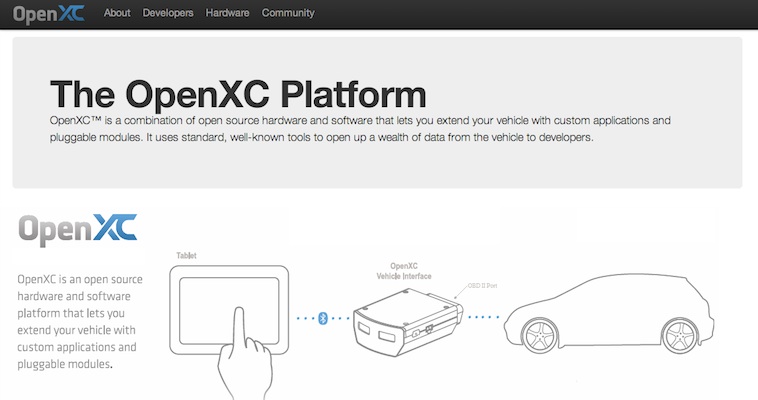 OpenXC About Developers Hardware Community
The OpenXC Platform
OpenXC™ is a combination of open source hardware and software that lets you extend your vehicle with custom applications and
pluggable modules. It uses standard, well-known tools to open up a wealth of data from the vehicle to developers.
OpenXC
OpenXC is an open source
hardware and software
platform that lets you
extend your vehicle with
custom applications and
pluggable modules.
Tablet
OpenXC
Vehicle Interface
OBD II Port